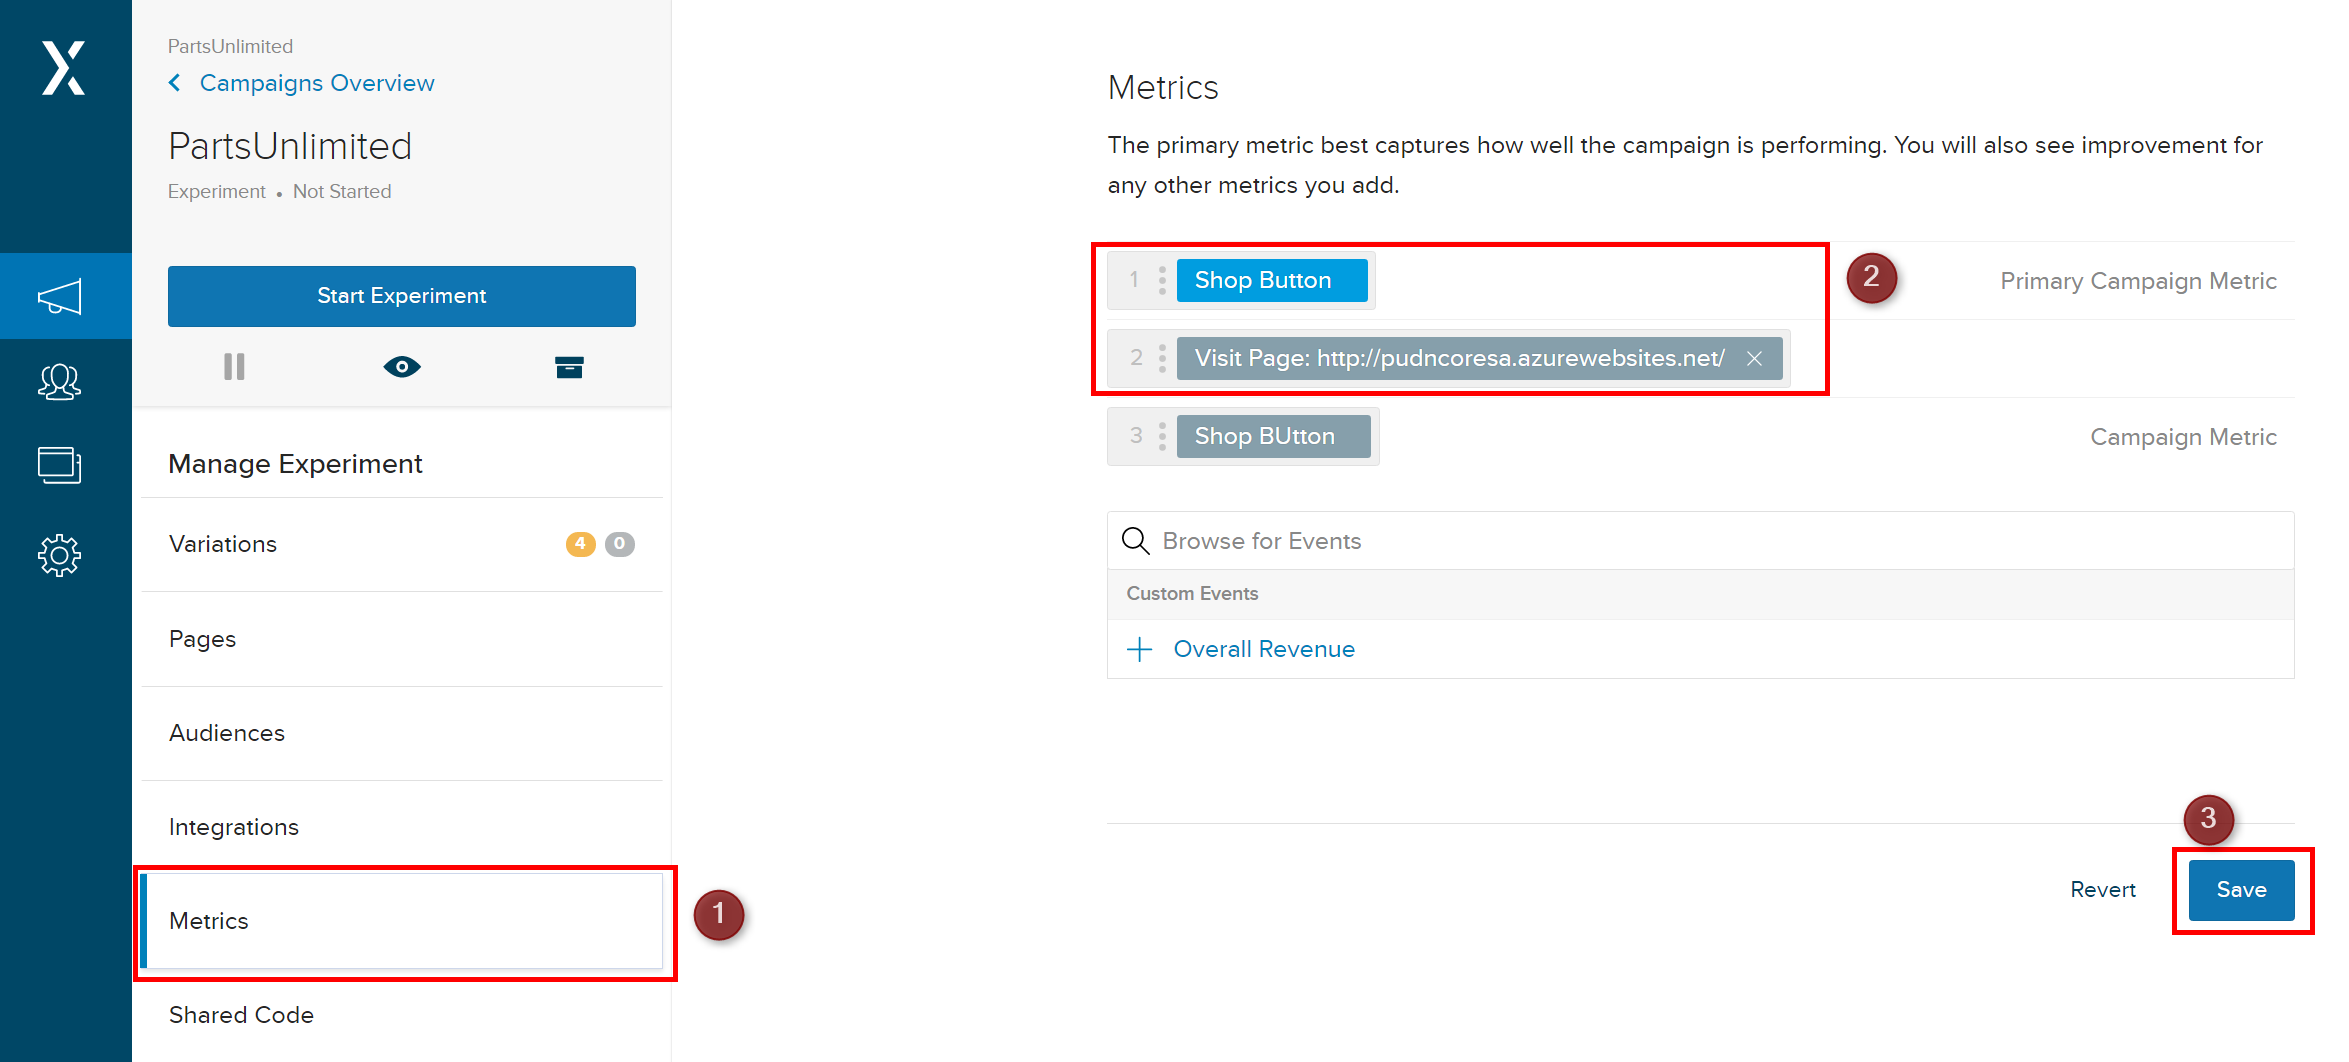 PartsUnlimited
Campaigns Overview
PartsUnlimited
Experiment • Not Started
Start Experiment
Manage Experiment
Variations 4 0
Pages
Audiences
Integrations
Metrics
1
Shared Code
Metrics
The primary metric best captures how well the campaign is performing. You will also see improvement for
any other metrics you add.
1 Shop Button 2 Primary Campaign Metric
2 Visit Page: http://pudncoresa.azurewebsites.net/
3 Shop BUtton Campaign Metric
Browse for Events
Custom Events
Overall Revenue
3
Revert Save